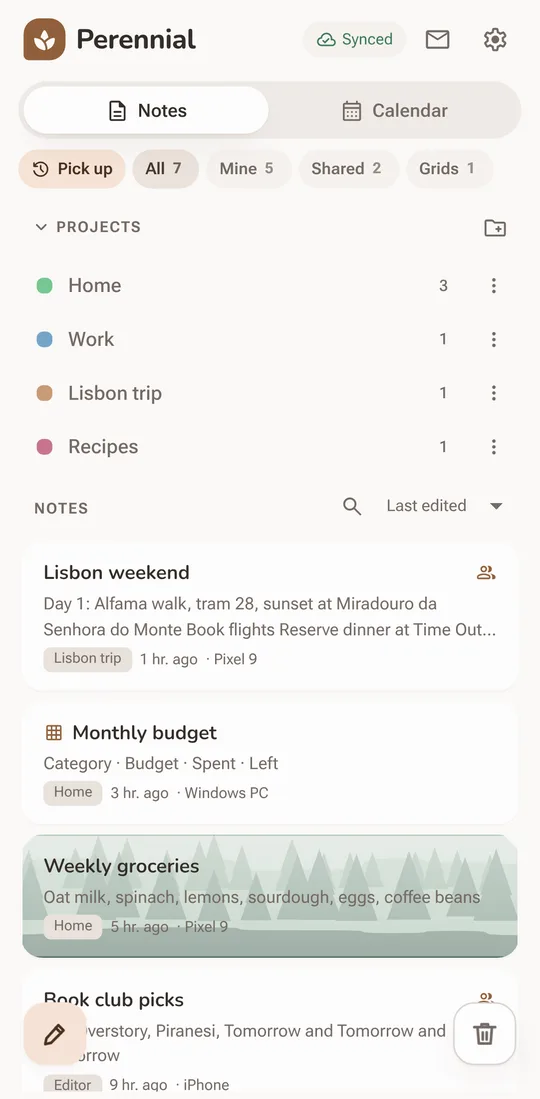 Perennial
Synced
Notes
Calendar
Pick up
All 7
Mine 5
Shared 2
Grids 1
PROJECTS
Home 3
Work 1
Lisbon trip 1
Recipes 1
NOTES
Last edited
Lisbon weekend
Day 1: Alfama walk, tram 28, sunset at Miradouro da
Senhora do Monte Book flights Reserve dinner at Time Out...
Lisbon trip 1 hr. ago · Pixel 9
Monthly budget
Category · Budget · Spent · Left
Home 3 hr. ago · Windows PC
Weekly groceries
Oat milk, spinach, lemons, sourdough, eggs, coffee beans
Home 5 hr. ago · Pixel 9
Book club picks
Piranesi, Tomorrow and Tomorrow and
Editor 9 hr. ago · iPhone